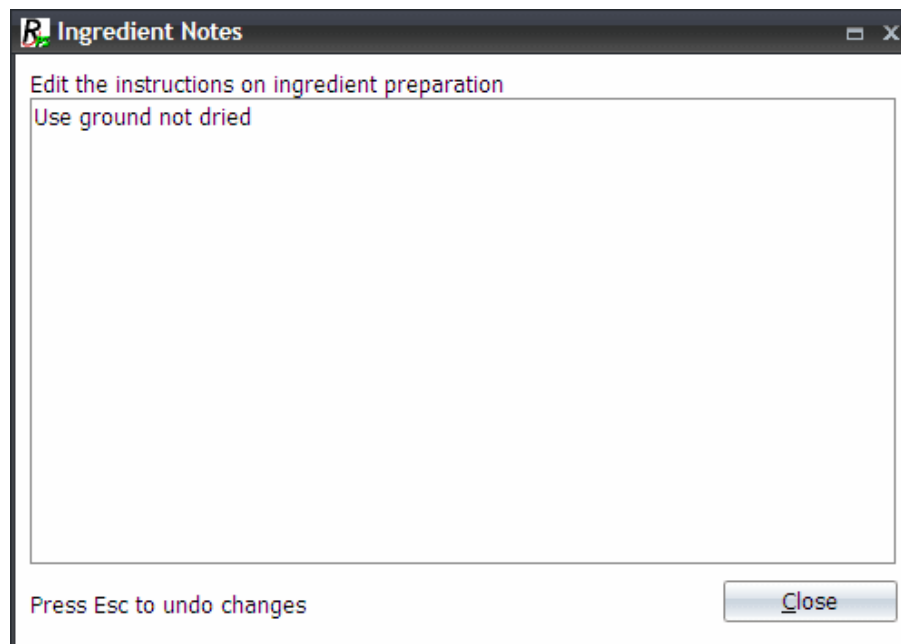 Ingredient Notes
Edit the instructions on ingredient preparation
Use ground not dried
Press Esc to undo changes
Close